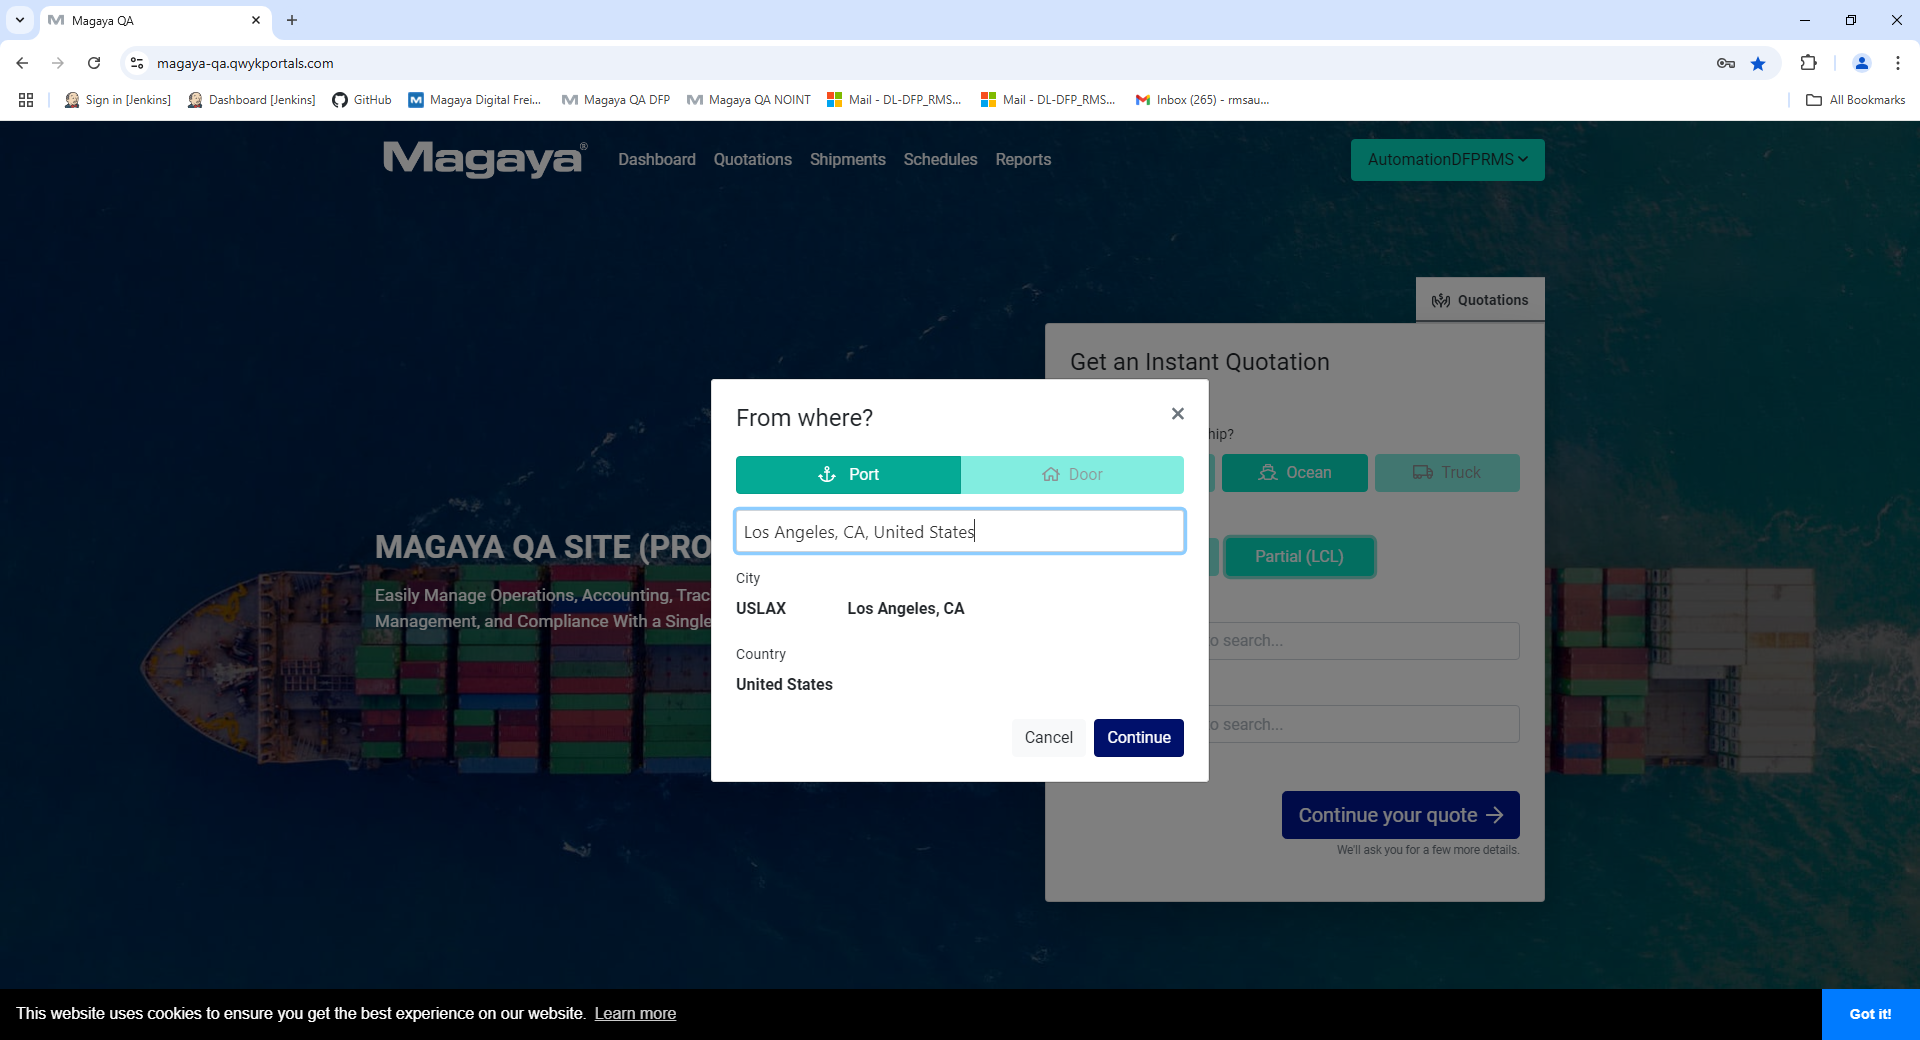 Magaya QA
magaya-qa.qwykportals.com
Sign in [Jenkins]
Dashboard [Jenkins]
GitHub
Magaya Digital Frei...
Magaya QA DFP
Magaya QA NOINT
Mail - DL-DFP_RMS...
Mail - DL-DFP_RMS...
Inbox (265) - rmsau...
All Bookmarks
Magaya®
Dashboard
Quotations
Shipments
Schedules
Reports
AutomationDFPRMS
Quotations
Get an Instant Quotation
hip?
Ocean
Truck
Partial (LCL)
o search...
o search...
Continue your quote
We'll ask you for a few more details.
MAGAYA QA SITE (PRO
Easily Manage Operations, Accounting, Trac
Management, and Compliance With a Single
From where?
Port
Door
Los Angeles, CA, United States
City
USLAX Los Angeles, CA
Country
United States
Cancel
Continue
This website uses cookies to ensure you get the best experience on our website. Learn more
Got it!